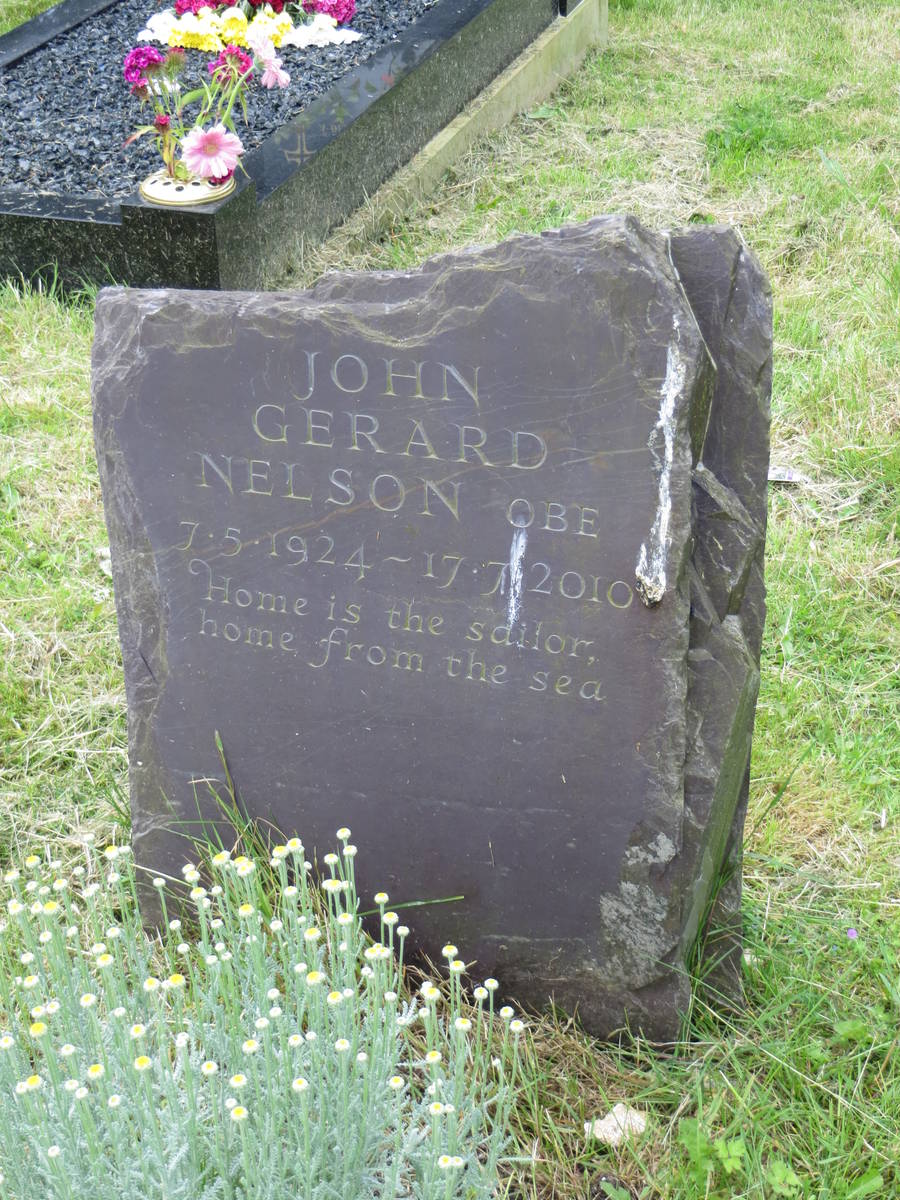 JOHN
GERARD
NELSON OBE
7·5·1924 ~ 17·7·2010
Home is the sailor,
home from the sea